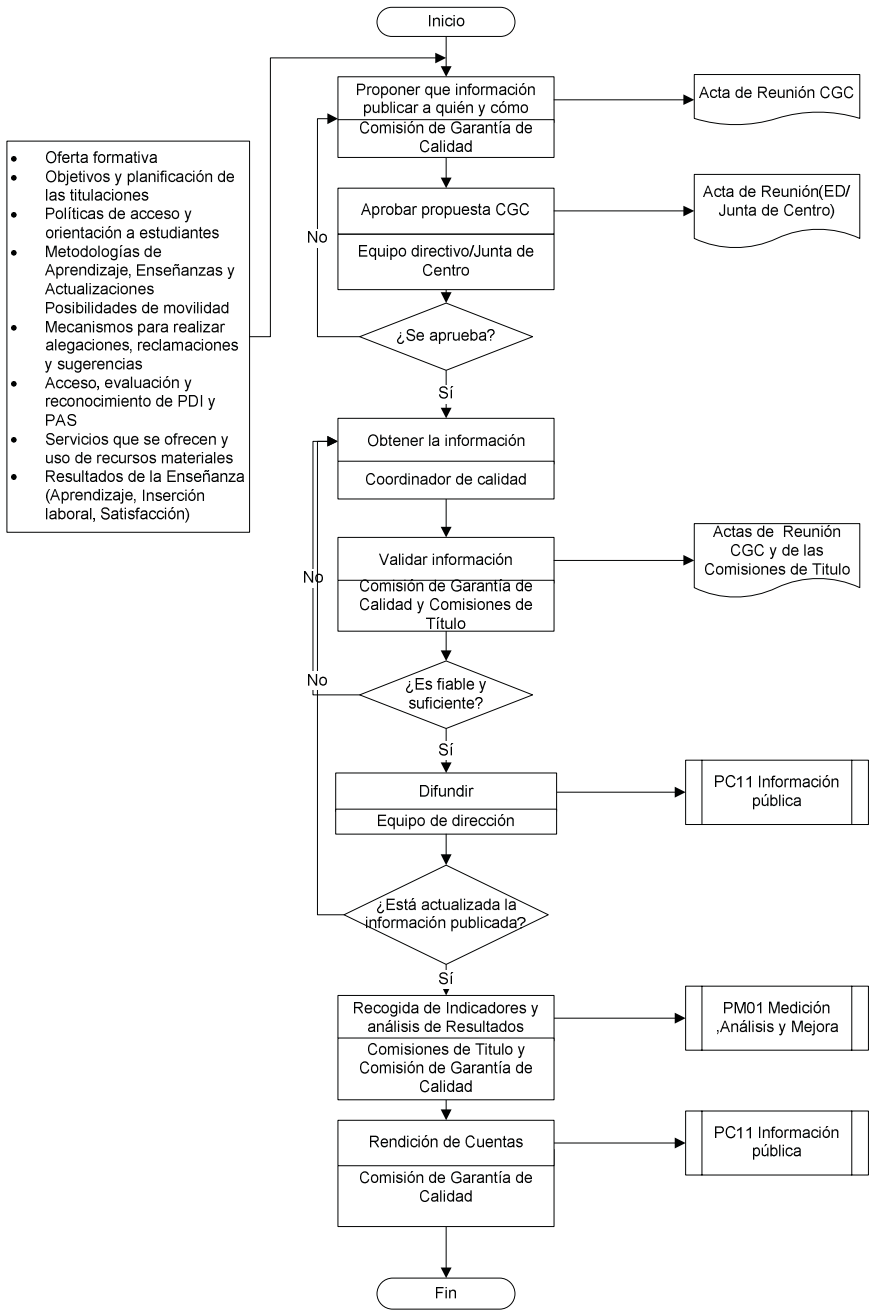 Inicio
Proponer que información
publicar a quién y cómo
Comisión de Garantía de
Calidad
Acta de Reunión CGC
• Oferta formativa
• Objetivos y planificación de
las titulaciones
• Políticas de acceso y
orientación a estudiantes
• Metodologías de
Aprendizaje, Enseñanzas y
Actualizaciones
Posibilidades de movilidad
• Mecanismos para realizar
alegaciones, reclamaciones
y sugerencias
• Acceso, evaluación y
reconocimiento de PDI y
PAS
• Servicios que se ofrecen y
uso de recursos materiales
• Resultados de la Enseñanza
(Aprendizaje, Inserción
laboral, Satisfacción)
Aprobar propuesta CGC
Equipo directivo/Junta de
Centro
Acta de Reunión(ED/
Junta de Centro)
No
¿Se aprueba?
Sí
Obtener la información
Coordinador de calidad
Validar información
Comisión de Garantía de
Calidad y Comisiones de
Título
Actas de Reunión
CGC y de las
Comisiones de Titulo
No
No
¿Es fiable y
suficiente?
Sí
Difundir
Equipo de dirección
PC11 Información
pública
¿Está actualizada la
información publicada?
Sí
Recogida de Indicadores y
análisis de Resultados
Comisiones de Titulo y
Comisión de Garantía de
Calidad
PM01 Medición
,Análisis y Mejora
Rendición de Cuentas
Comisión de Garantía de
Calidad
PC11 Información
pública
Fin